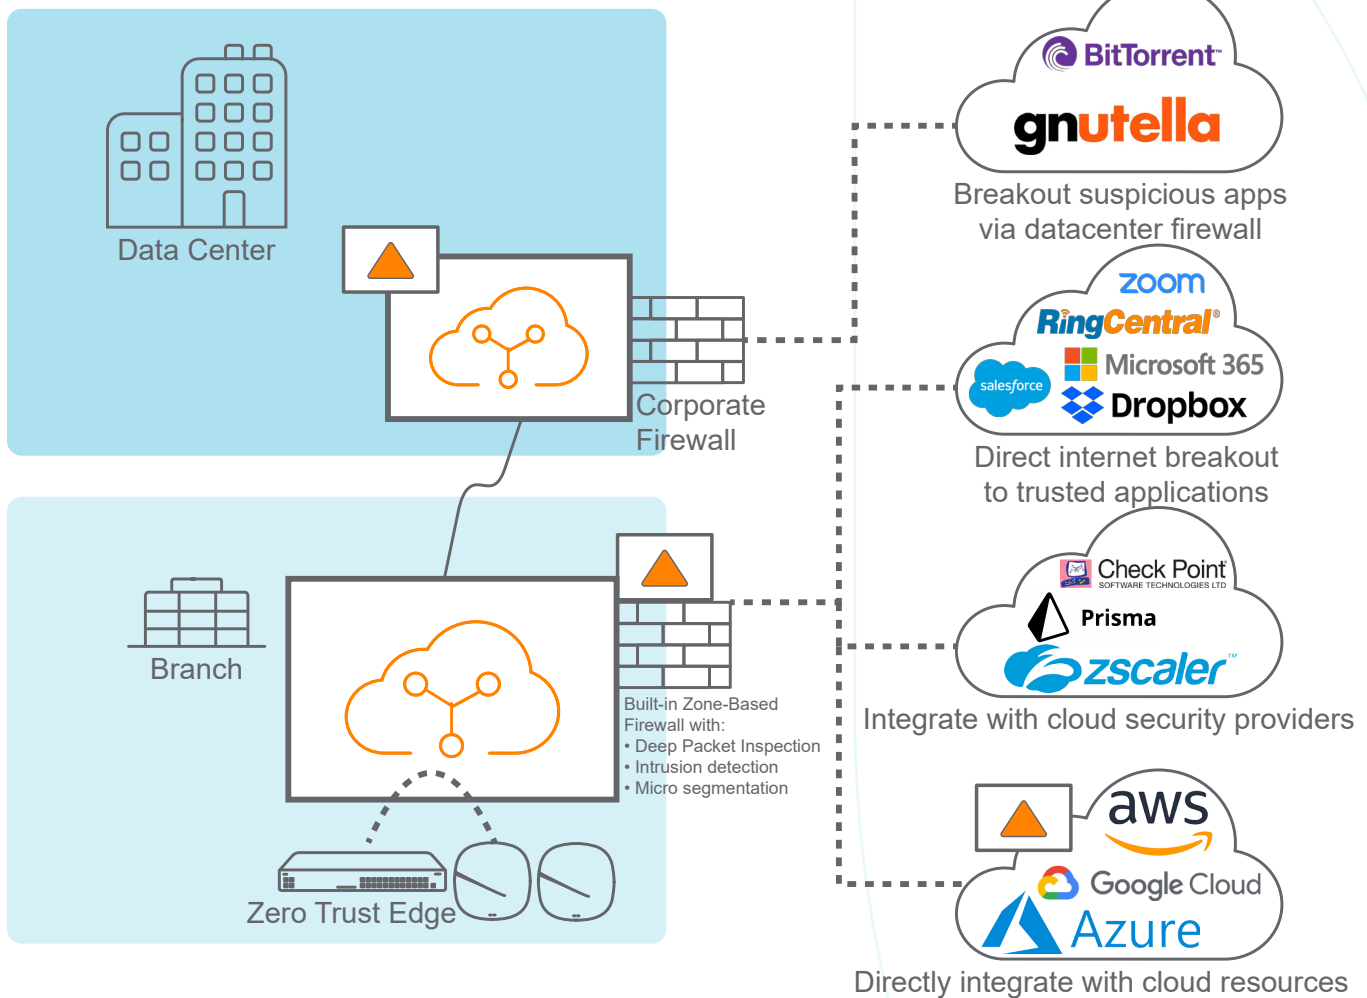 Data Center
Corporate
Firewall
Branch
Built-in Zone-Based
Firewall with:
• Deep Packet Inspection
• Intrusion detection
• Micro segmentation
Zero Trust Edge
BitTorrent™
gnutella
Breakout suspicious apps
via datacenter firewall
zoom
RingCentral®
salesforce
Microsoft 365
Dropbox
Direct internet breakout
to trusted applications
Check Point
SOFTWARE TECHNOLOGIES LTD
Prisma
zscaler™
Integrate with cloud security providers
aws
Google Cloud
Azure
Directly integrate with cloud resources